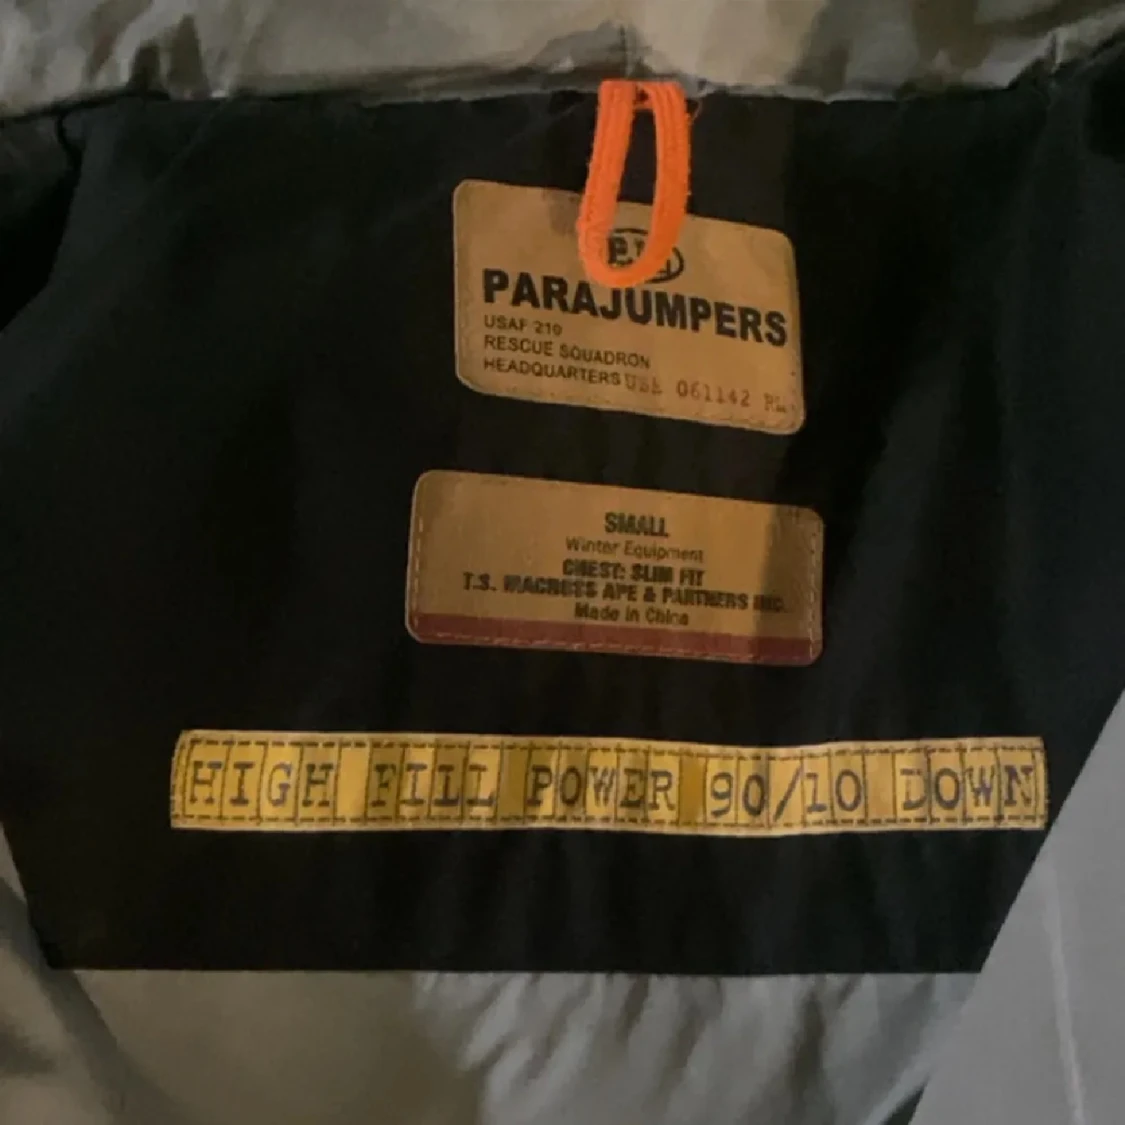 PARAJUMPERS
USAF 210
RESCUE SQUADRON
HEADQUARTERS USE 061142
SMALL
Winter Equipment
CHEST: SLIM FIT
T.S. MACROSS APE & PARTNERS INC.
Made in China
HIGH FILL POWER 90/10 DOWN